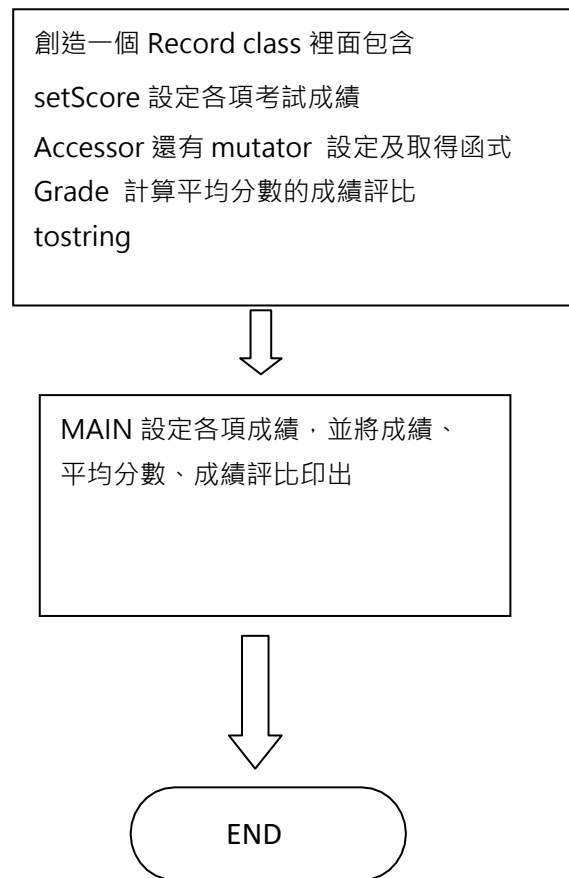 創造一個 Record class 裡面包含
setScore 設定各項考試成績
Accessor 還有 mutator 設定及取得函式
Grade 計算平均分數的成績評比
tostring
MAIN 設定各項成績，並將成績、
平均分數、成績評比印出
END